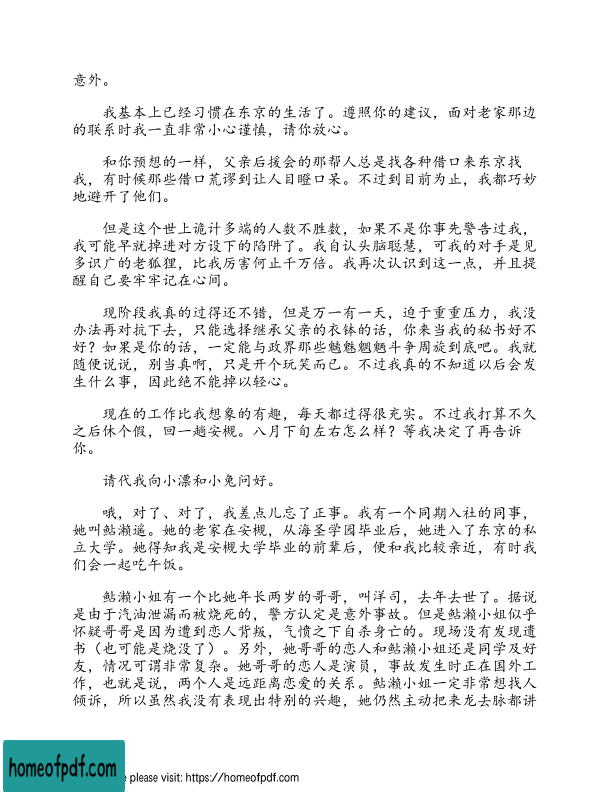 意外。
我基本上已经习惯在东京的生活了。遵照你的建议，面对老家那边
的联系时我一直非常小心谨慎，请你放心。
和你预想的一样，父亲后援会的那帮人总是找各种借口来东京找
我，有时候那些借口荒谬到让人目瞪口呆。不过到目前为止，我都巧妙
地避开了他们。
但是这个世上诡计多端的人数不胜数，如果不是你事先警告过我，
我可能早就掉进对方设下的陷阱了。我自认头脑聪慧，可我的对手是见
多识广的老狐狸，比我厉害何止千万倍。我再次认识到这一点，并且提
醒自己要牢牢记在心间。
现阶段我真的过得还不错，但是万一有一天，迫于重重压力，我没
办法再对抗下去，只能选择继承父亲的衣钵的话，你来当我的秘书好不
好？如果是你的话，一定能与政界那些魑魅魍魉斗争周旋到底吧。我就
随便说说，别当真啊，只是开个玩笑而已。不过我真的不知道以后会发
生什么事，因此绝不能掉以轻心。
现在的工作比我想象的有趣，每天都过得很充实。不过我打算不久
之后休个假，回一趟安槻。八月下旬左右怎么样？等我决定了再告诉
你。
请代我向小漂和小兔问好。
哦，对了、对了，我差点儿忘了正事。我有一个同期入社的同事，
她叫鲇濑遥。她的老家在安槻，从海圣学园毕业后，她进入了东京的私
立大学。她得知我是安槻大学毕业的前辈后，便和我比较亲近，有时我
们会一起吃午饭。
鲇濑小姐有一个比她年长两岁的哥哥，叫洋司，去年去世了。据说
是由于汽油泄漏而被烧死的，警方认定是意外事故。但是鲇濑小姐似乎
怀疑哥哥是因为遭到恋人背叛，气愤之下自杀身亡的。现场没有发现遗
书（也可能是烧没了）。另外，她哥哥的恋人和鲇濑小姐还是同学及好
友，情况可谓非常复杂。她哥哥的恋人是演员，事故发生时正在国外工
作，也就是说，两个人是远距离恋爱的关系。鲇濑小姐一定非常想找人
倾诉，所以虽然我没有表现出特别的兴趣，她仍然主动把来龙去脉都讲
homeofpdf.com
e please visit: https://homeofpdf.com